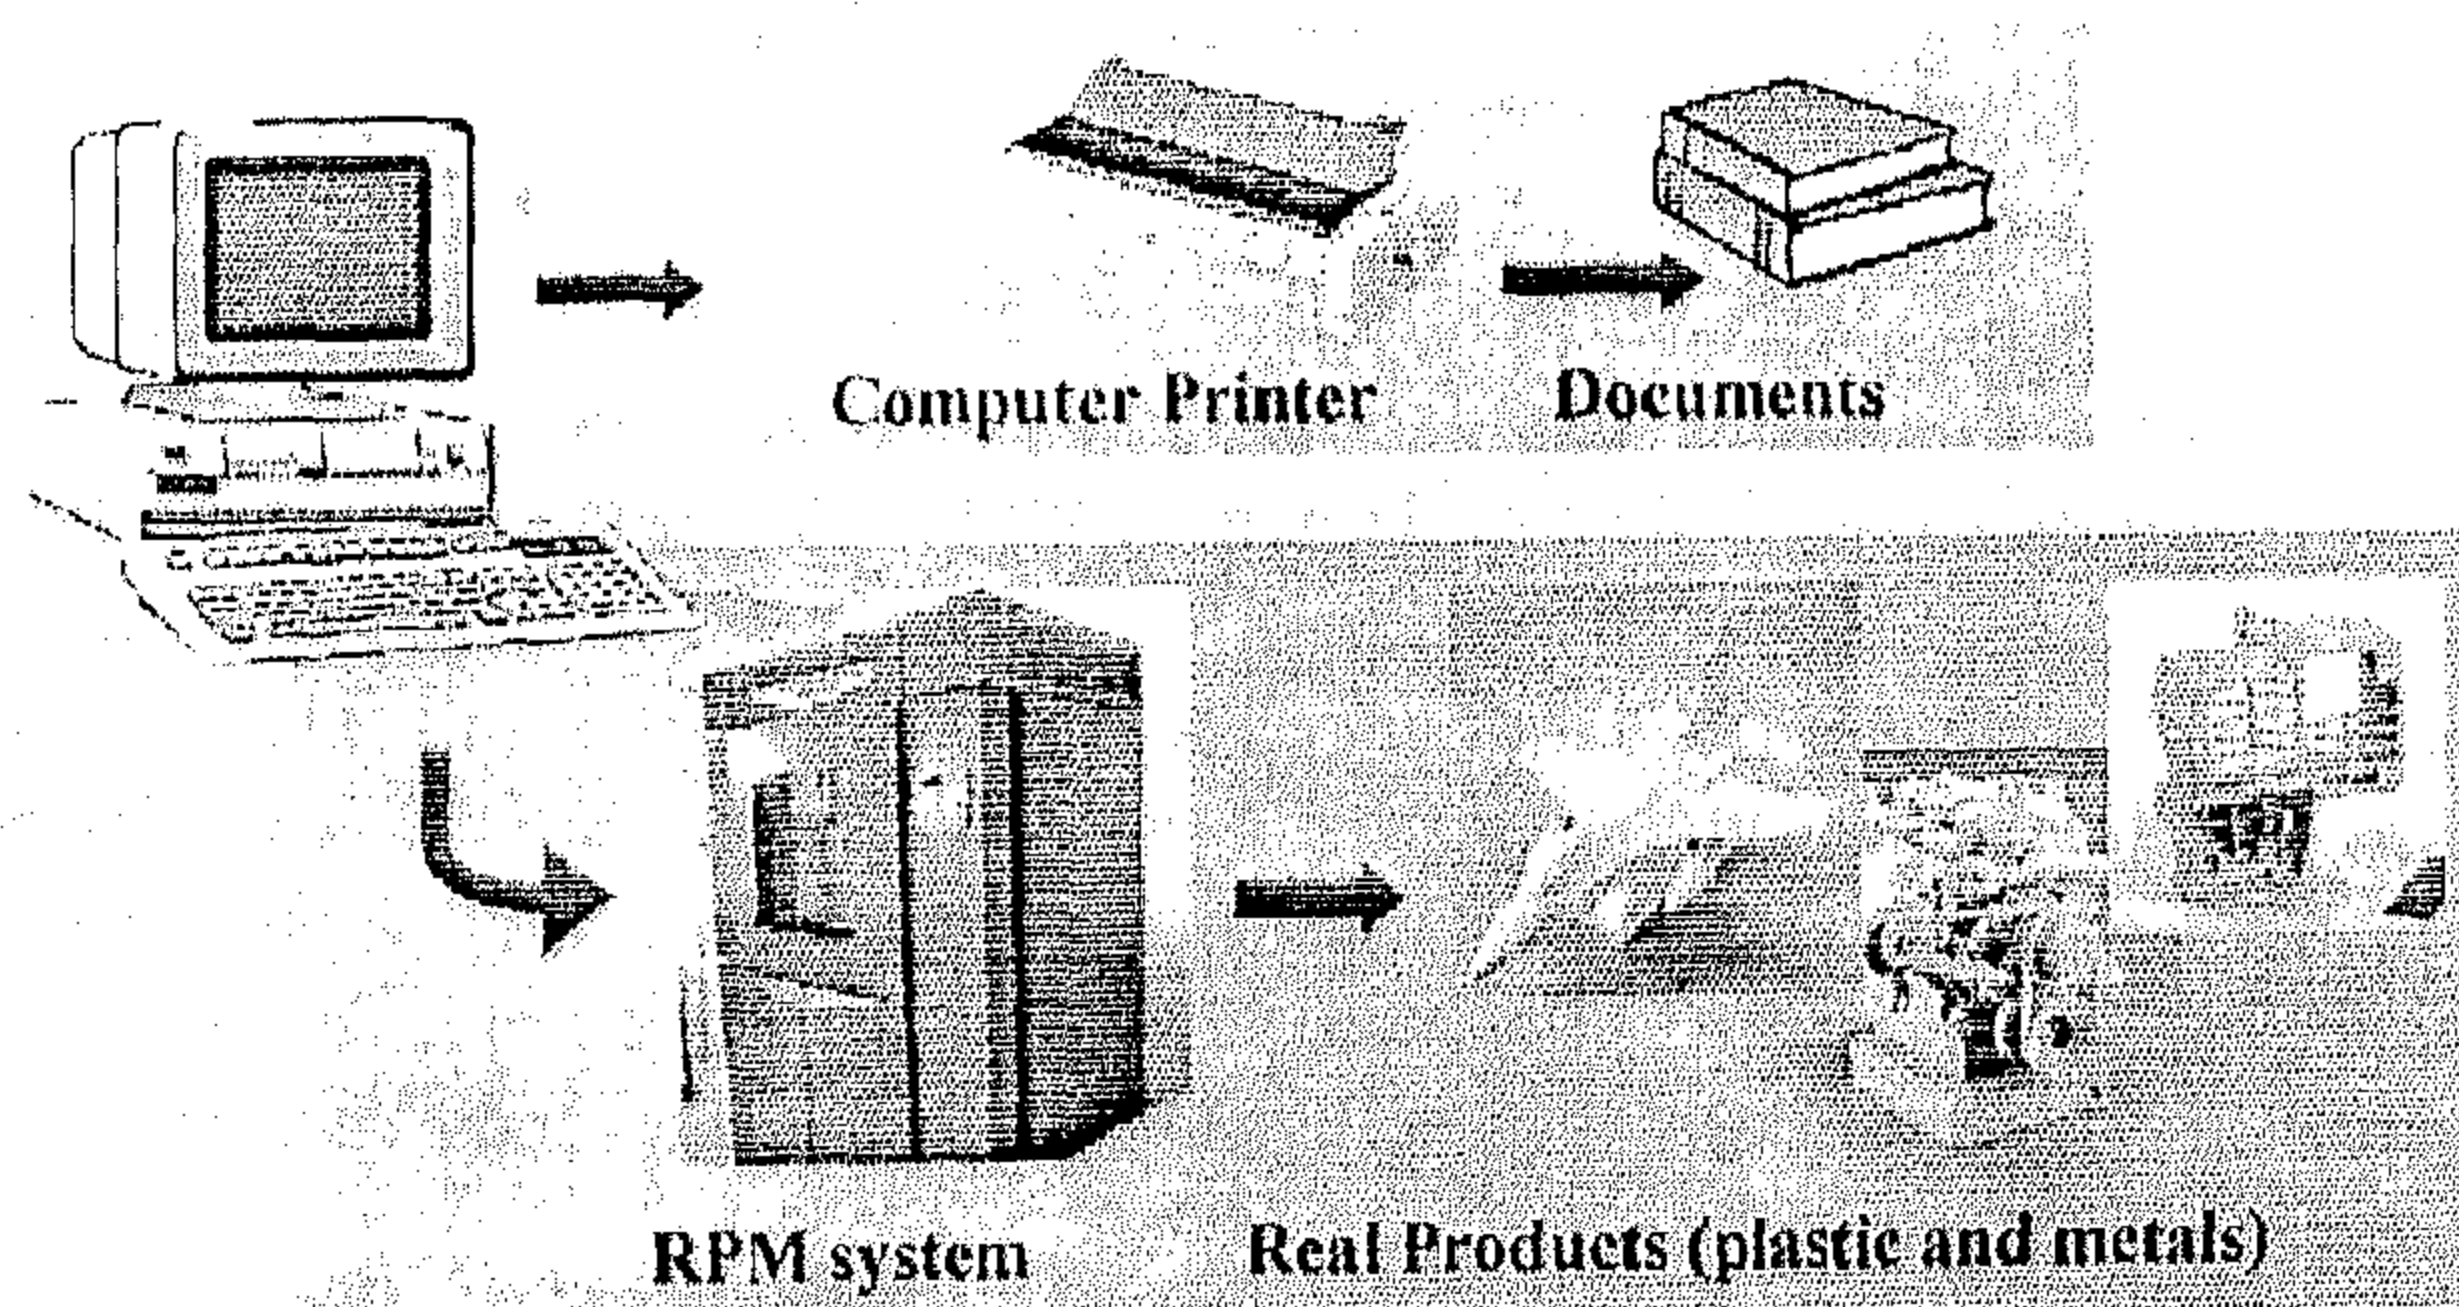 Computer Printer
Documents
RPM system
Real Products (plastic and metals)